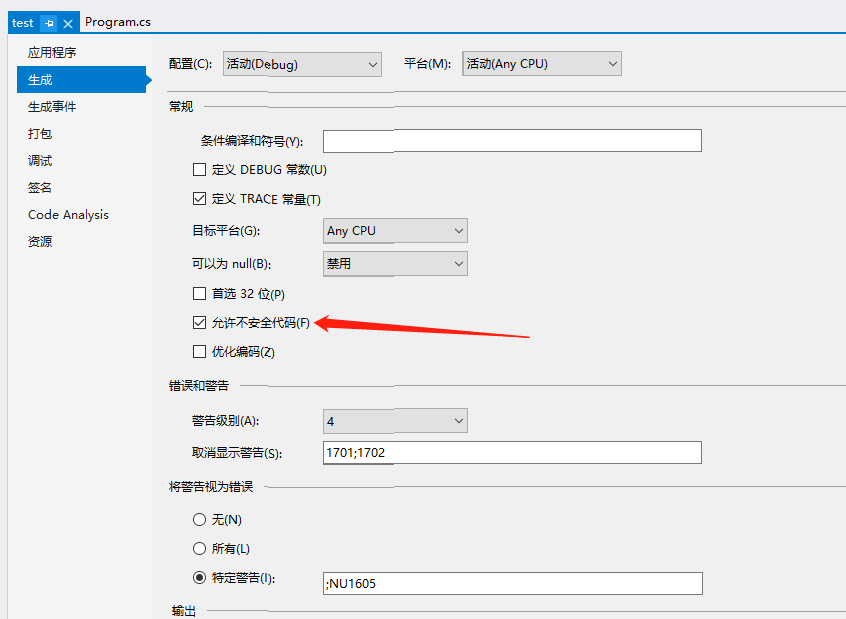 test Program.cs
应用程序
生成
生成事件
打包
调试
签名
Code Analysis
资源
配置(C): 活动(Debug) 平台(M): 活动(Any CPU)
常规
条件编译和符号(Y):
定义 DEBUG 常数(U)
定义 TRACE 常量(T)
目标平台(G): Any CPU
可以为 null(B): 禁用
首选 32 位(P)
允许不安全代码(F)
优化编码(Z)
错误和警告
警告级别(A): 4
取消显示警告(S): 1701;1702
将警告视为错误
无(N)
所有(L)
特定警告(I): ;NU1605
输出